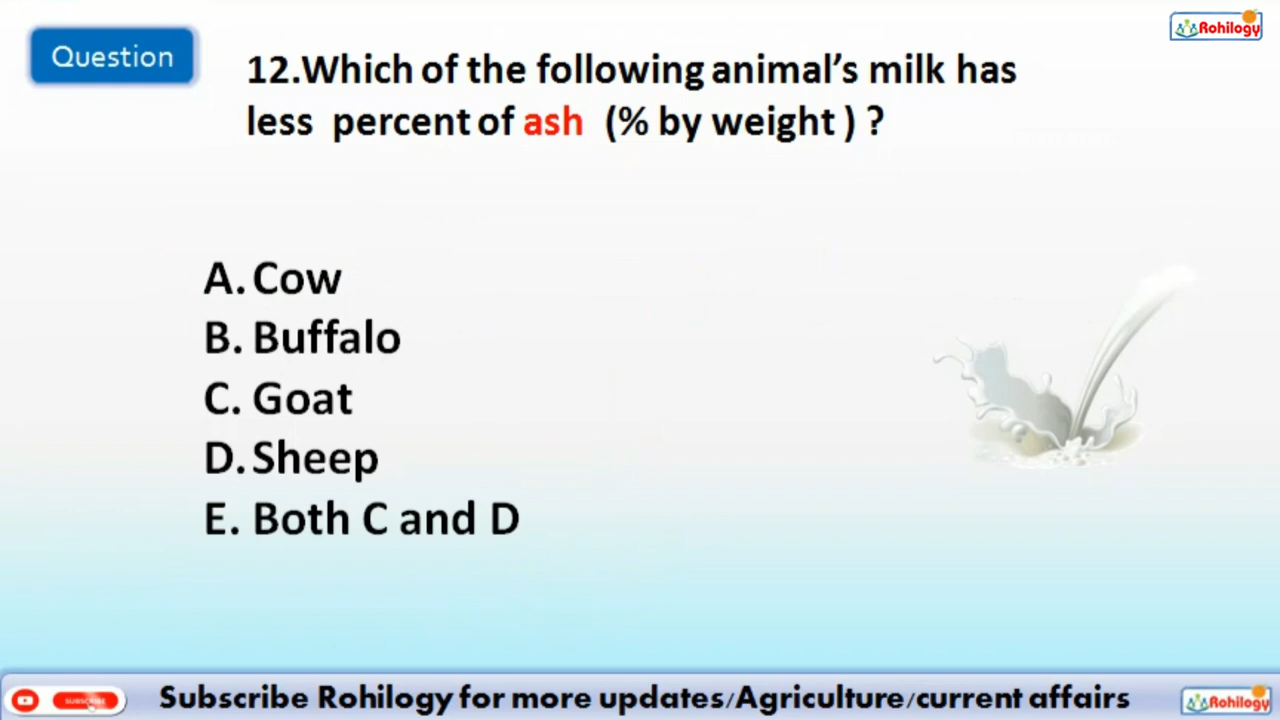 Question
Rohilogy
12.Which of the following animal's milk has
less percent of ash (% by weight ) ?
A. Cow
B. Buffalo
C. Goat
D. Sheep
E. Both C and D
SUBSCRIBE
Subscribe Rohilogy for more updates/Agriculture/current affairs
Rohilogy